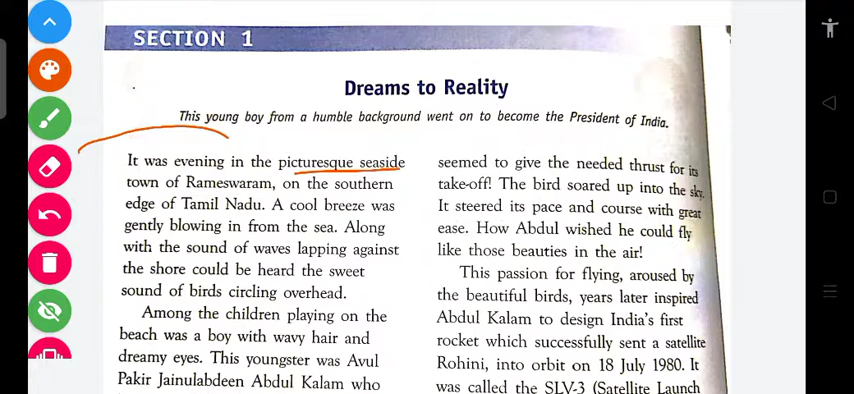 SECTION 1
Dreams to Reality
This young boy from a humble background went on to become the President of India.
It was evening in the picturesque seaside
town of Rameswaram, on the southern
edge of Tamil Nadu. A cool breeze was
gently blowing in from the sea. Along
with the sound of waves lapping against
the shore could be heard the sweet
sound of birds circling overhead.
Among the children playing on the
beach was a boy with wavy hair and
dreamy eyes. This youngster was Avul
Pakir Jainulabdeen Abdul Kalam who
seemed to give the needed thrust for its
take-off! The bird soared up into the sky.
It steered its pace and course with great
ease. How Abdul wished he could fly
like those beauties in the air!
This passion for flying, aroused by
the beautiful birds, years later inspired
Abdul Kalam to design India's first
rocket which successfully sent a satellite
Rohini, into orbit on 18 July 1980. It
was called the SLV-3 (Satellite Launch